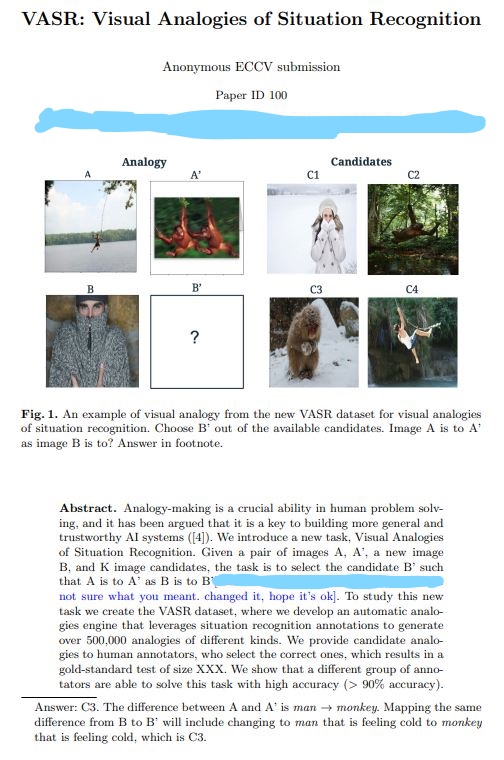 VASR: Visual Analogies of Situation Recognition
Anonymous ECCV submission
Paper ID 100
Analogy
Candidates
A
A'
C1
C2
B
B'
C3
C4
?
Fig. 1. An example of visual analogy from the new VASR dataset for visual analogies
of situation recognition. Choose B' out of the available candidates. Image A is to A'
as image B is to? Answer in footnote.
Abstract. Analogy-making is a crucial ability in human problem solv-
ing, and it has been argued that it is a key to building more general and
trustworthy AI systems ([4]). We introduce a new task, Visual Analogies
of Situation Recognition. Given a pair of images A, A', a new image
B, and K image candidates, the task is to select the candidate B' such
that A is to A' as B is to B'
not sure what you meant. changed it, hope it's ok]. To study this new
task we create the VASR dataset, where we develop an automatic analo-
gies engine that leverages situation recognition annotations to generate
over 500,000 analogies of different kinds. We provide candidate analo-
gies to human annotators, who select the correct ones, which results in a
gold-standard test of size XXX. We show that a different group of anno-
tators are able to solve this task with high accuracy (> 90% accuracy).
Answer: C3. The difference between A and A' is man → monkey. Mapping the same
difference from B to B' will include changing to man that is feeling cold to monkey
that is feeling cold, which is C3.